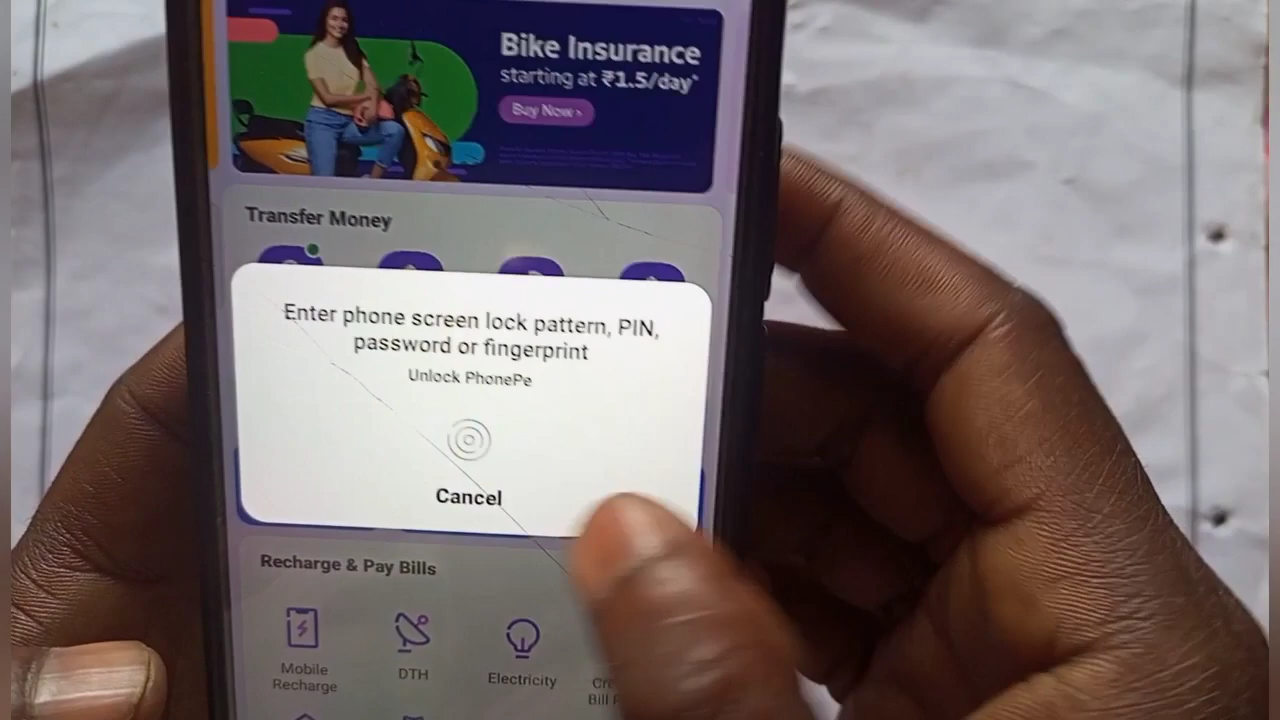 Bike Insurance
starting at ₹1.5/day*
Buy Now ›
Transfer Money
Enter phone screen lock pattern, PIN,
password or fingerprint
Unlock PhonePe
Cancel
Recharge & Pay Bills
Mobile
Recharge
DTH
Electricity
Bill